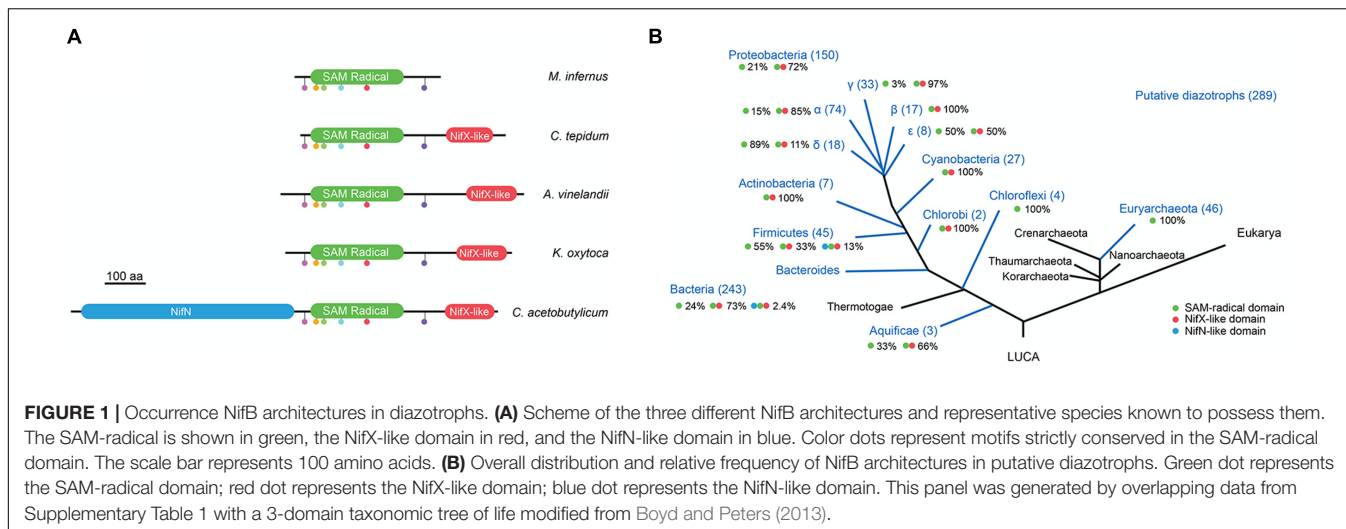 A
SAM Radical
M. infernus
SAM Radical
NifX-like
C. tepidum
SAM Radical
NifX-like
A. vinelandii
SAM Radical
NifX-like
K. oxytoca
100 aa
NifN
SAM Radical
NifX-like
C. acetobutylicum
B
Proteobacteria (150)
21% 72%
γ (33) 3% 97%
Putative diazotrophs (289)
15% 85% α (74)
β (17) 100%
ε (8) 50% 50%
89% 11% δ (18)
Cyanobacteria (27)
100%
Actinobacteria (7)
100%
Chloroflexi (4)
100%
Chlorobi (2)
100%
Euryarchaeota (46)
100%
Firmicutes (45)
55% 33% 13%
Crenarchaeota
Eukarya
Thaumarchaeota
Nanoarchaeota
Korarchaeota
Bacteroides
Bacteria (243)
24% 73% 2.4%
Thermotogae
Aquificae (3)
33% 66%
LUCA
SAM-radical domain
NifX-like domain
NifN-like domain
FIGURE 1 | Occurrence NifB architectures in diazotrophs. (A) Scheme of the three different NifB architectures and representative species known to possess them.
The SAM-radical is shown in green, the NifX-like domain in red, and the NifN-like domain in blue. Color dots represent motifs strictly conserved in the SAM-radical
domain. The scale bar represents 100 amino acids. (B) Overall distribution and relative frequency of NifB architectures in putative diazotrophs. Green dot represents
the SAM-radical domain; red dot represents the NifX-like domain; blue dot represents the NifN-like domain. This panel was generated by overlapping data from
Supplementary Table 1 with a 3-domain taxonomic tree of life modified from Boyd and Peters (2013).